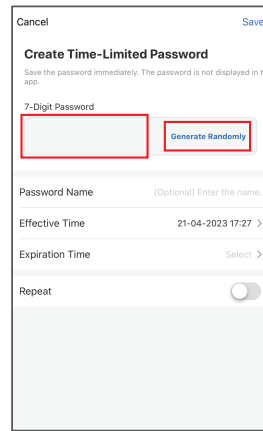 Cancel Save
Create Time-Limited Password
Save the password immediately. The password is not displayed in t
app.
7-Digit Password
Generate Randomly
Password Name (Optional) Enter the name..
Effective Time 21-04-2023 17:27 >
Expiration Time Select >
Repeat